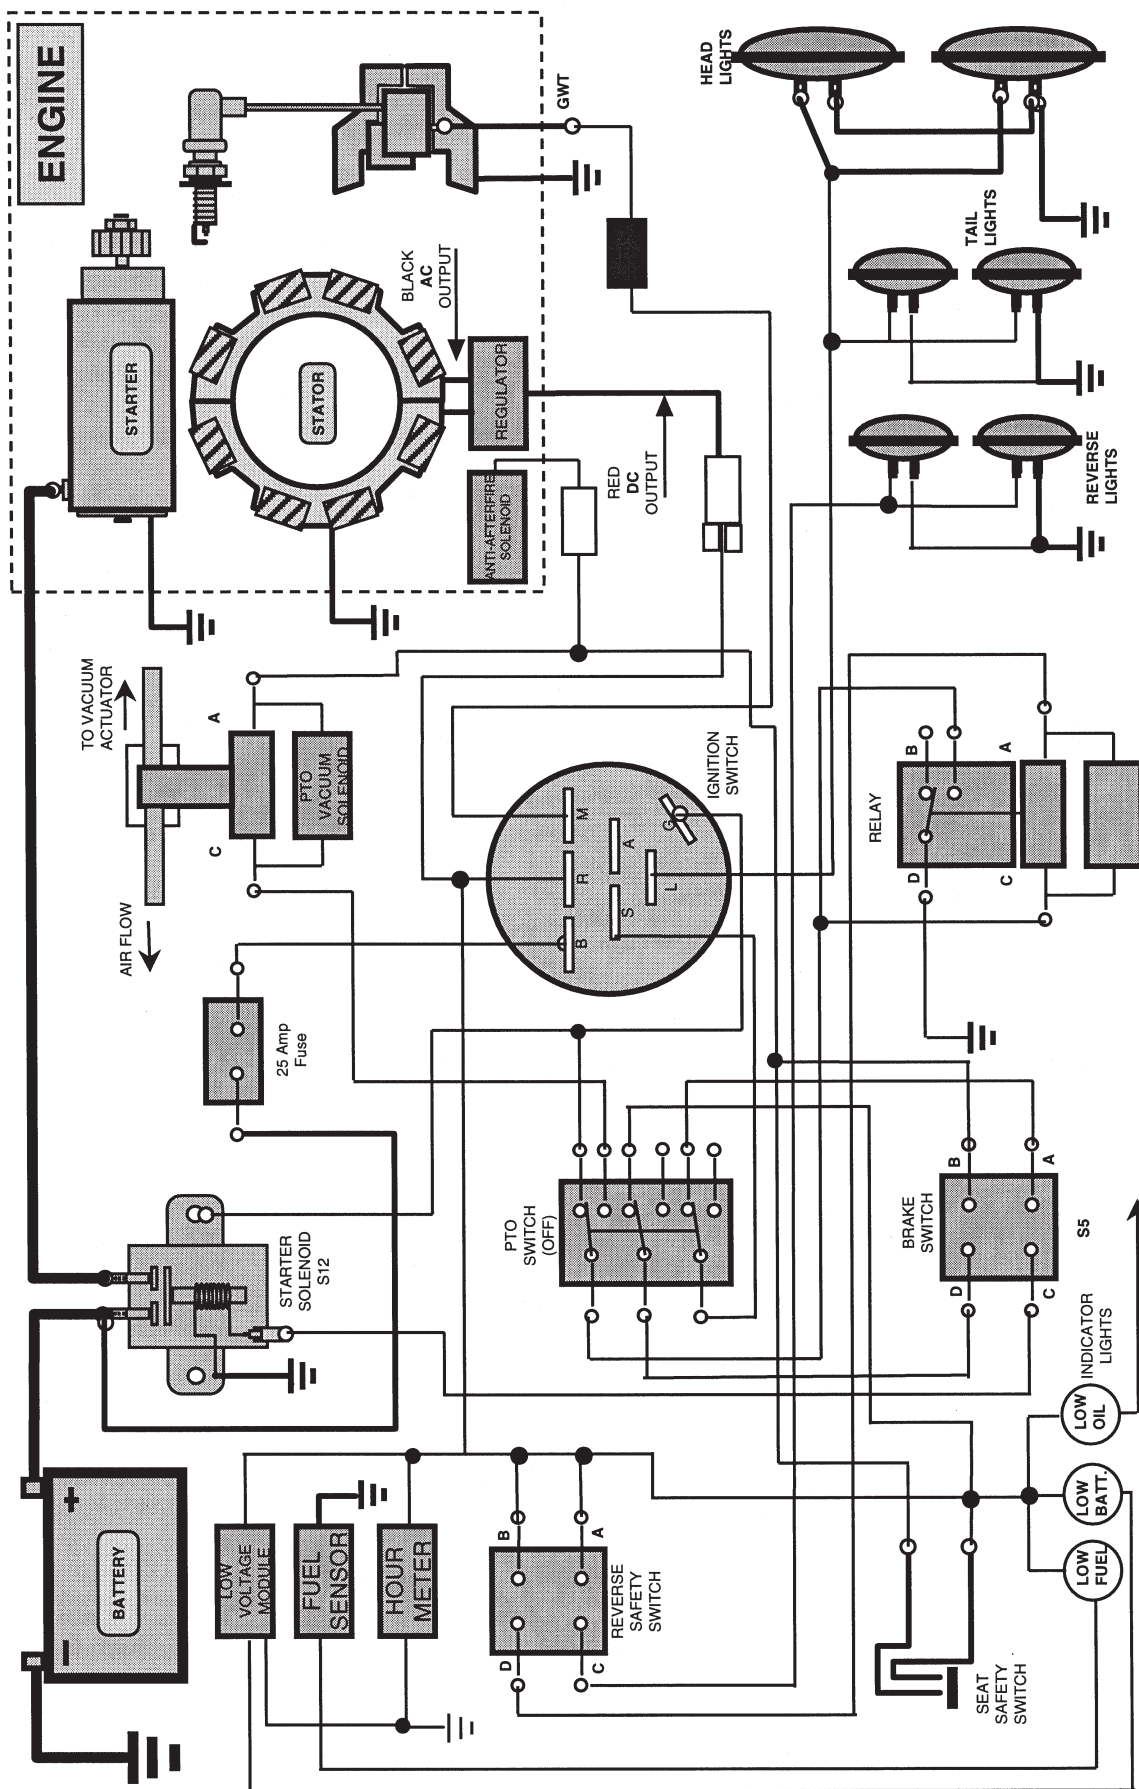 ENGINE
HEAD
LIGHTS
GWT
STARTER
BLACK
AC
OUTPUT
TAIL
LIGHTS
STATOR
REGULATOR
RED
DC
OUTPUT
ANTI-AFTERFIRE
SOLENOID
REVERSE
LIGHTS
TO VACUUM
ACTUATOR
A
C
PTO
VACUUM
SOLENOID
AIR FLOW
IGNITION
SWITCH
M
R
B
A
S
L
G
RELAY
B
A
D
C
25 Amp
Fuse
STARTER
SOLENOID
S12
PTO
SWITCH
(OFF)
BRAKE
SWITCH
B
A
D
C
S5
INDICATOR
LIGHTS
LOW
OIL
LOW
BATT.
LOW
FUEL
+
BATTERY
−
LOW
VOLTAGE
MODULE
FUEL
SENSOR
HOUR
METER
B
A
D
C
REVERSE
SAFETY
SWITCH
SEAT
SAFETY
SWITCH